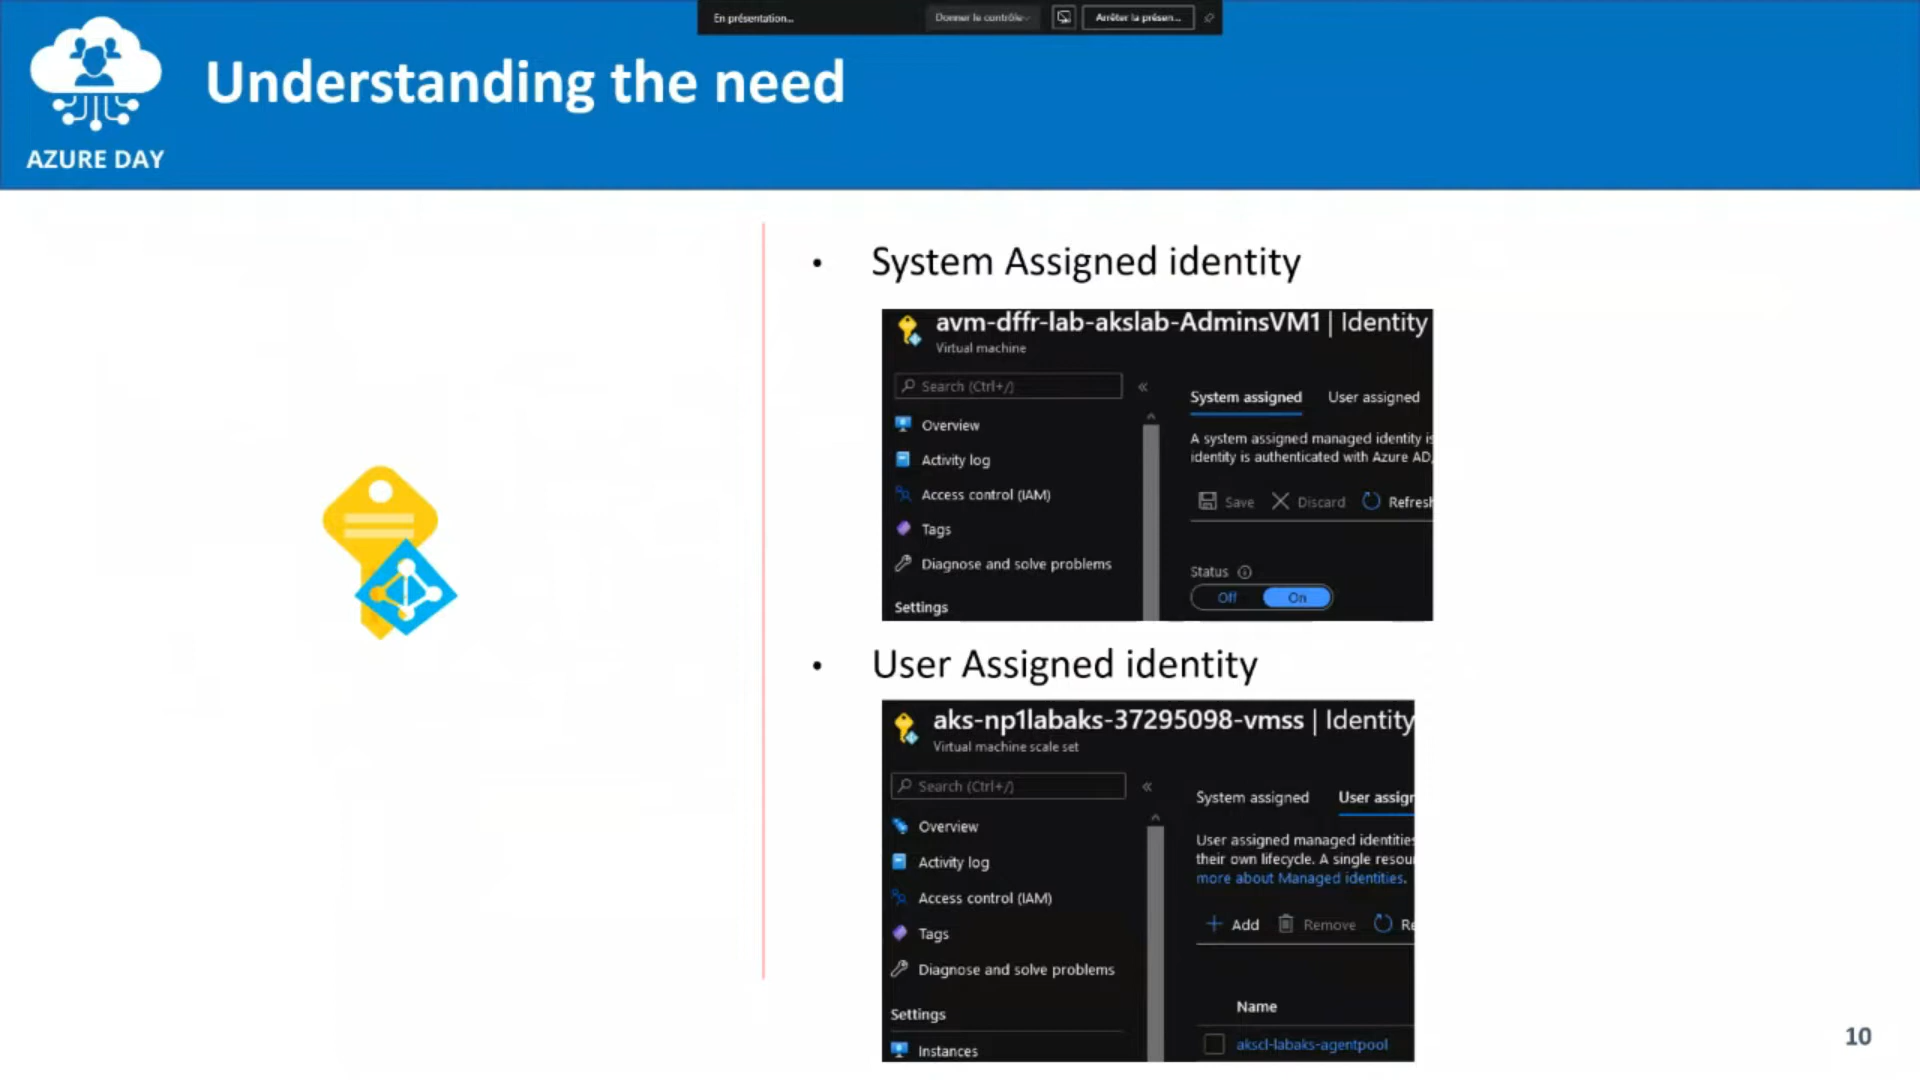 En présentation...
Donner le contrôle
Arrêter la présen...
Understanding the need
AZURE DAY
• System Assigned identity
avm-dffr-lab-akslab-AdminsVM1 | Identity
Virtual machine
Search (Ctrl+/)
«
System assigned User assigned
Overview
A system assigned managed identity is
Activity log
identity is authenticated with Azure AD,
Access control (IAM)
Save Discard Refresh
Tags
Diagnose and solve problems
Status
Off On
Settings
• User Assigned identity
aks-np1labaks-37295098-vmss | Identity
Virtual machine scale set
Search (Ctrl+/)
«
System assigned User assigr
Overview
User assigned managed identities
Activity log
their own lifecycle. A single resou
more about Managed identities.
Access control (IAM)
+ Add Remove Re
Tags
Diagnose and solve problems
Name
Settings
Instances
akscl-labaks-agentpool
10